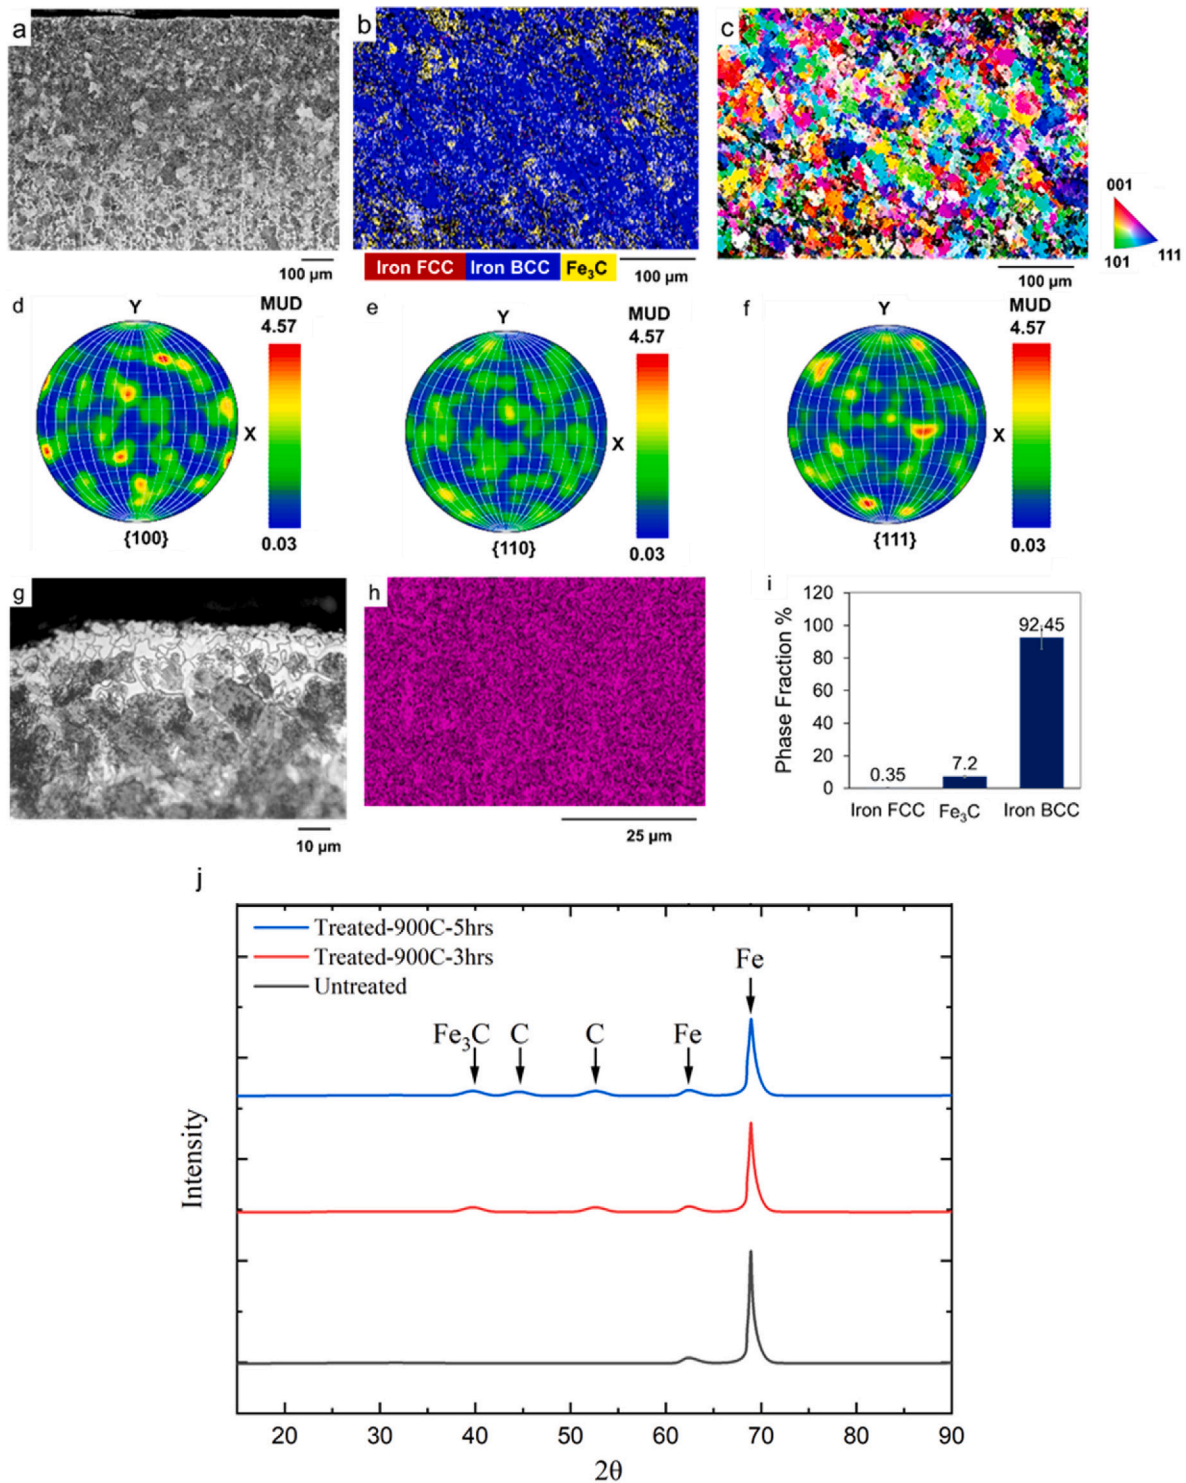 a
b
c
100 µm
Iron FCC Iron BCC Fe₃C 100 µm
100 µm
001
101 111
d
Y
MUD
4.57
X
0.03
{100}
e
Y
MUD
4.57
X
0.03
{110}
f
Y
MUD
4.57
X
0.03
{111}
g
10 µm
h
25 µm
i
Phase Fraction %
120
100
80
60
40
20
0
0.35
7.2
92.45
Iron FCC Fe₃C Iron BCC
j
Treated-900C-5hrs
Treated-900C-3hrs
Untreated
Fe₃C C C Fe Fe
Intensity
20 30 40 50 60 70 80 90
2θ